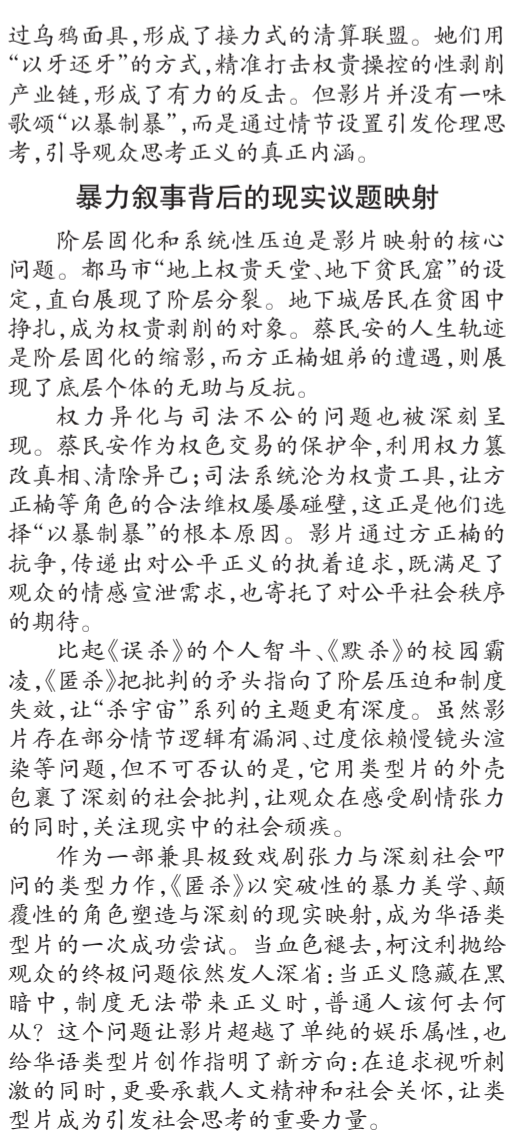 过乌鸦面具,形成了接力式的清算联盟。她们用
“以牙还牙”的方式,精准打击权贵操控的性剥削
产业链,形成了有力的反击。但影片并没有一味
歌颂“以暴制暴”,而是通过情节设置引发伦理思
考,引导观众思考正义的真正内涵。
暴力叙事背后的现实议题映射
阶层固化和系统性压迫是影片映射的核心
问题。都马市“地上权贵天堂、地下贫民窟”的设
定,直白展现了阶层分裂。地下城居民在贫困中
挣扎,成为权贵剥削的对象。蔡民安的人生轨迹
是阶层固化的缩影,而方正楠姐弟的遭遇,则展
现了底层个体的无助与反抗。
权力异化与司法不公的问题也被深刻呈
现。蔡民安作为权色交易的保护伞,利用权力篡
改真相、清除异己;司法系统沦为权贵工具,让方
正楠等角色的合法维权屡屡碰壁,这正是他们选
择“以暴制暴”的根本原因。影片通过方正楠的
抗争,传递出对公平正义的执着追求,既满足了
观众的情感宣泄需求,也寄托了对公平社会秩序
的期待。
比起《误杀》的个人智斗、《默杀》的校园霸
凌,《匿杀》把批判的矛头指向了阶层压迫和制度
失效,让“杀宇宙”系列的主题更有深度。虽然影
片存在部分情节逻辑有漏洞、过度依赖慢镜头渲
染等问题,但不可否认的是,它用类型片的外壳
包裹了深刻的社会批判,让观众在感受剧情张力
的同时,关注现实中的社会顽疾。
作为一部兼具极致戏剧张力与深刻社会叩
问的类型力作,《匿杀》以突破性的暴力美学、颠
覆性的角色塑造与深刻的现实映射,成为华语类
型片的一次成功尝试。当血色褪去,柯汶利抛给
观众的终极问题依然发人深省:当正义隐藏在黑
暗中,制度无法带来正义时,普通人该何去何
从?这个问题让影片超越了单纯的娱乐属性,也
给华语类型片创作指明了新方向:在追求视听刺
激的同时,更要承载人文精神和社会关怀,让类
型片成为引发社会思考的重要力量。